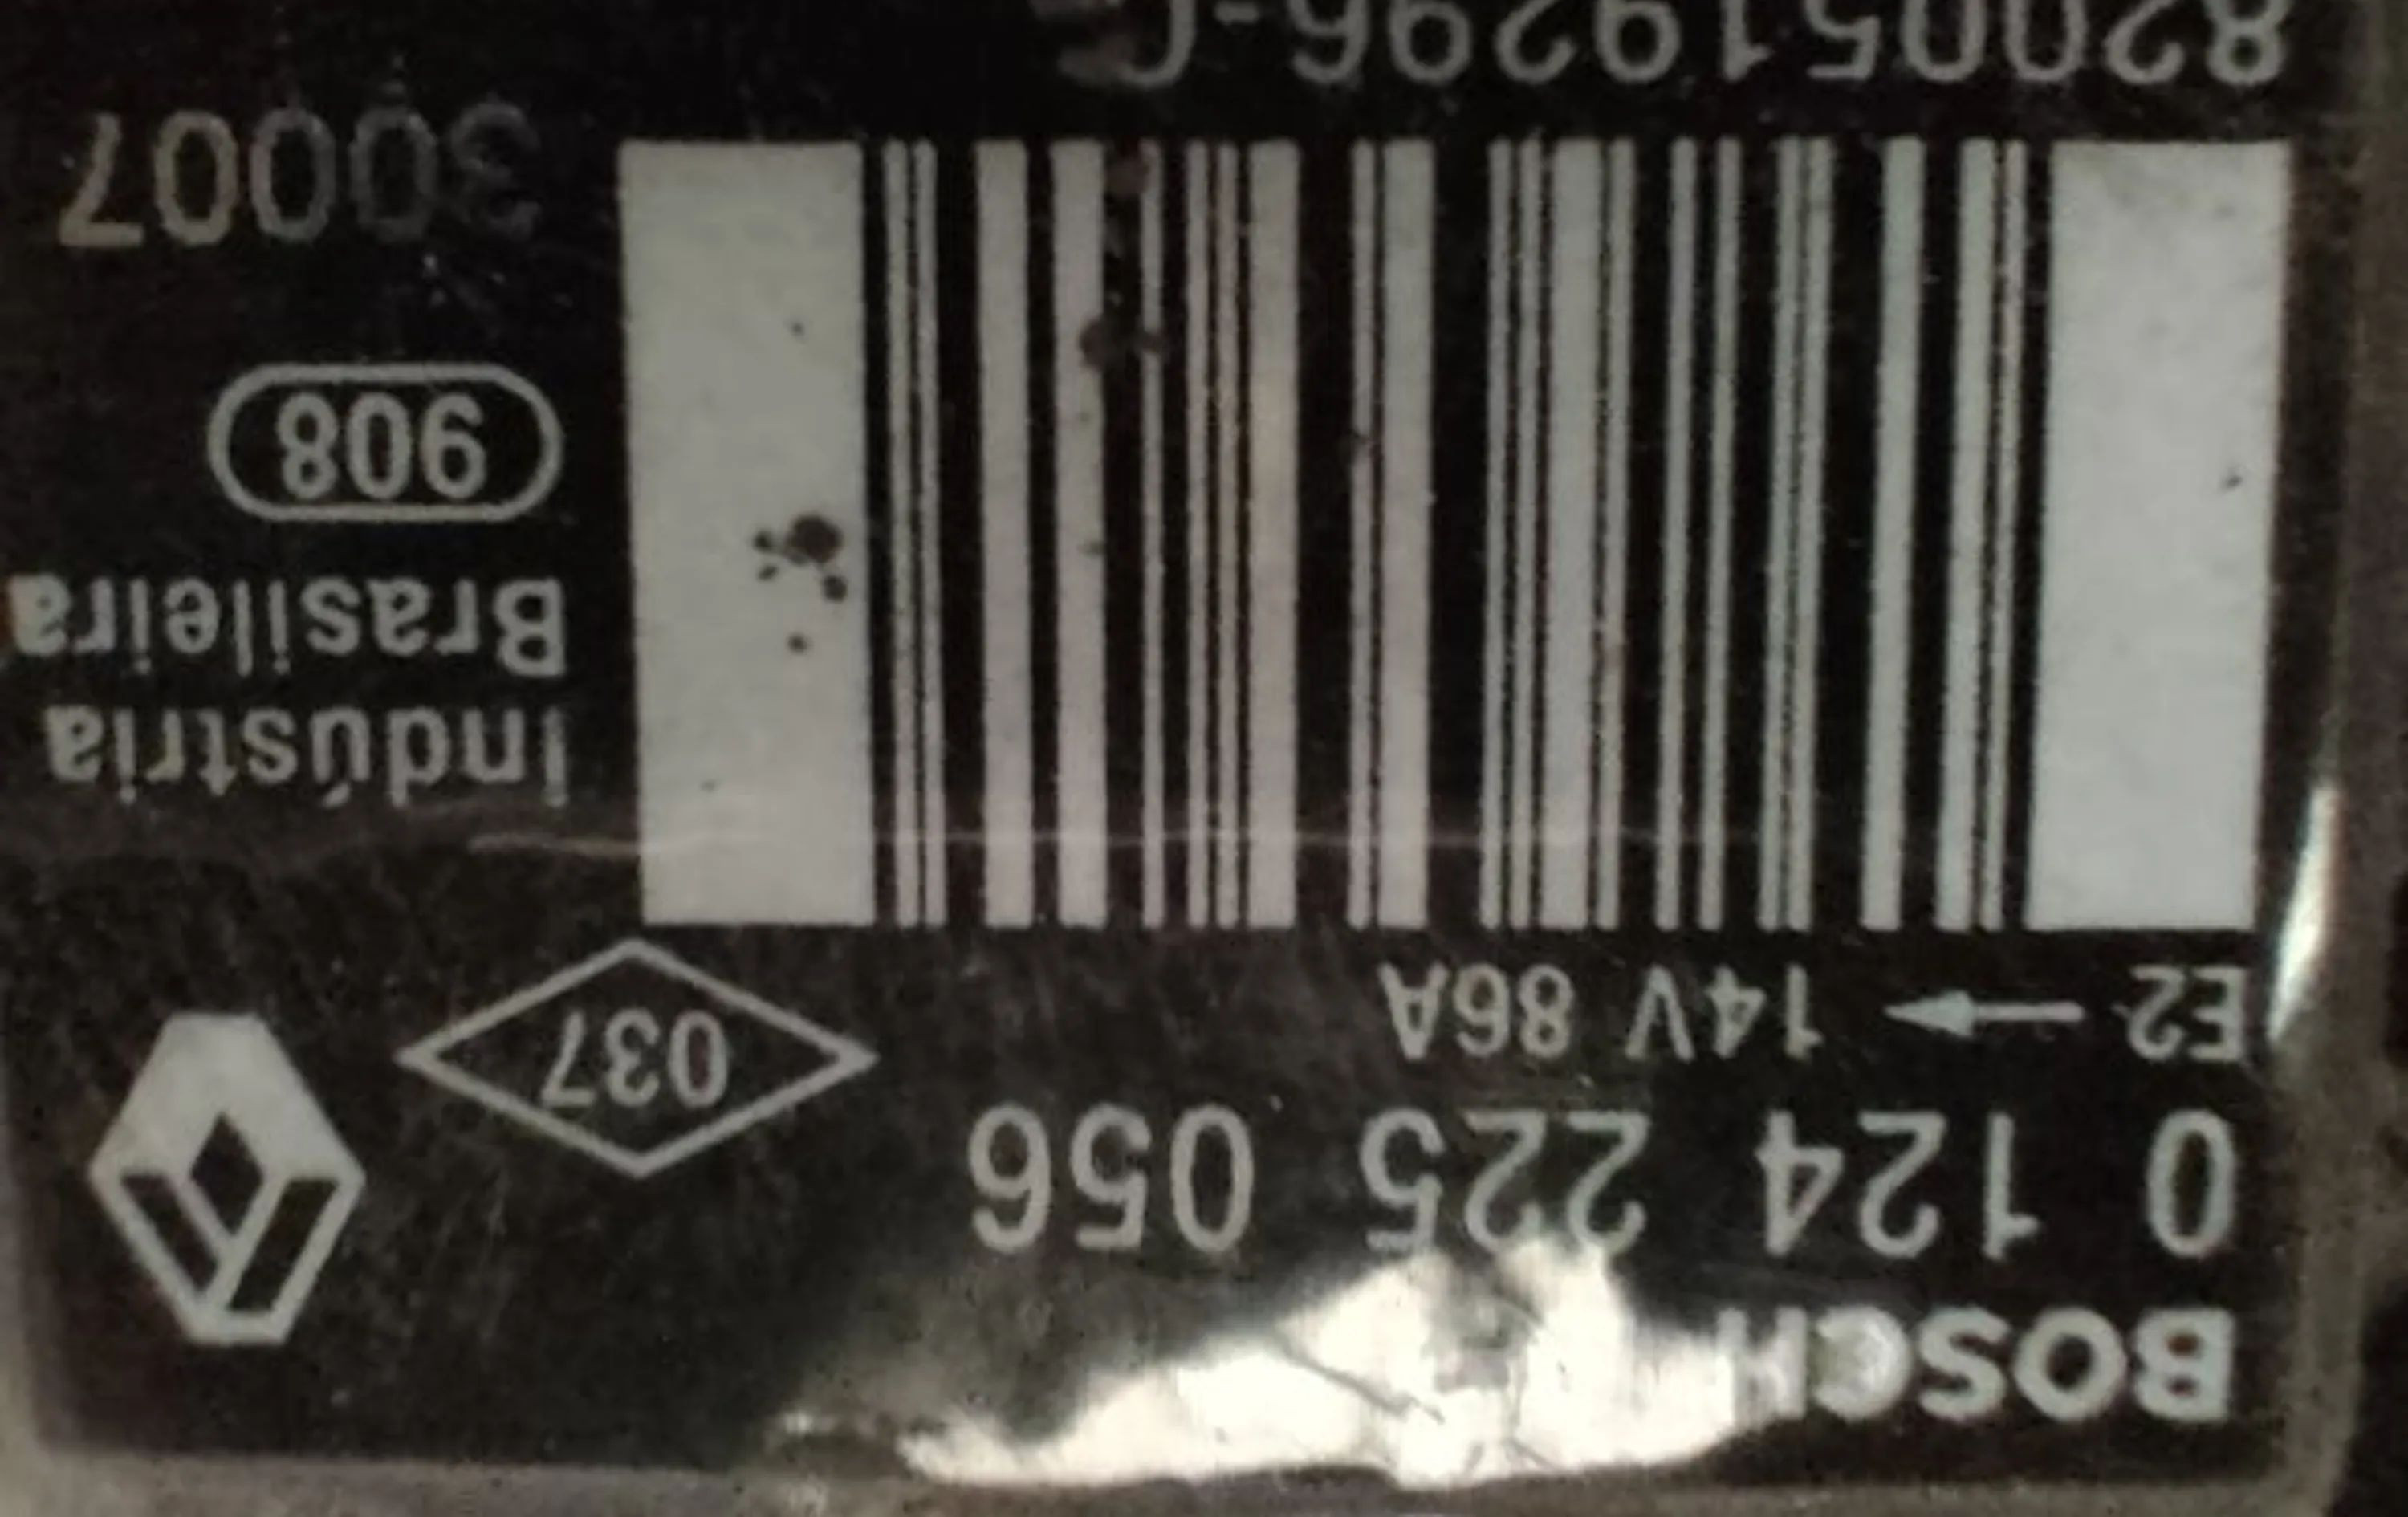 BOSCH
0 124 225 056
E2 → 14V 86A
037
Indústria
Brasileira
908
30007
8200519296-C